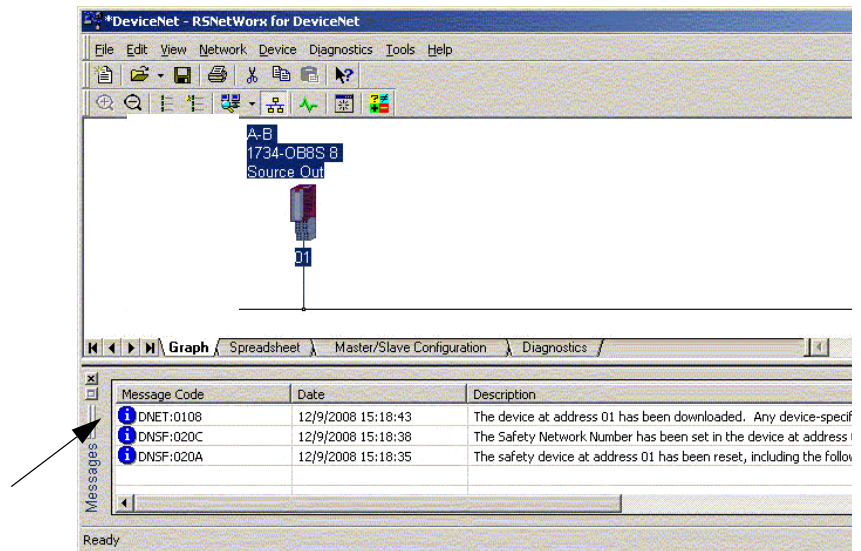 *DeviceNet - RSNetWorx for DeviceNet
File Edit View Network Device Diagnostics Tools Help
A-B
1734-OB8S 8
Source Out
01
Graph Spreadsheet Master/Slave Configuration Diagnostics
Messages
Message Code Date Description
DNET:0108 12/9/2008 15:18:43 The device at address 01 has been downloaded. Any device-specif
DNSF:020C 12/9/2008 15:18:38 The Safety Network Number has been set in the device at address
DNSF:020A 12/9/2008 15:18:35 The safety device at address 01 has been reset, including the follow
Ready